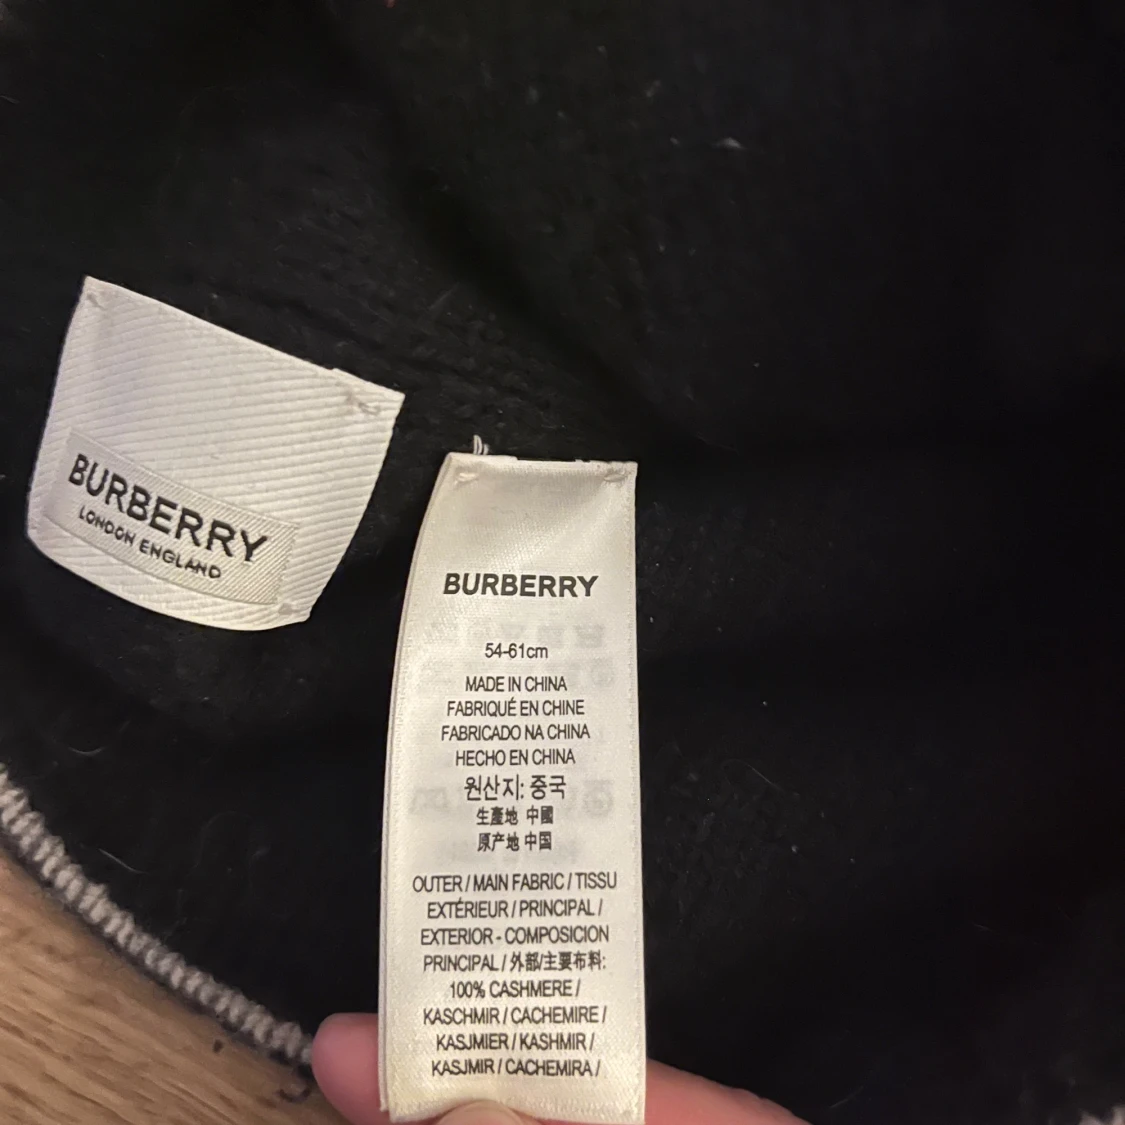 BURBERRY
LONDON ENGLAND
BURBERRY
54-61cm
MADE IN CHINA
FABRIQUÉ EN CHINE
FABRICADO NA CHINA
HECHO EN CHINA
원산지: 중국
生産地 中國
原产地 中国
OUTER / MAIN FABRIC / TISSU
EXTÉRIEUR / PRINCIPAL /
EXTERIOR - COMPOSICION
PRINCIPAL / 外部/主要布料:
100% CASHMERE /
KASCHMIR / CACHEMIRE /
KASJMIER / KASHMIR /
KASJMIR / CACHEMIRA /